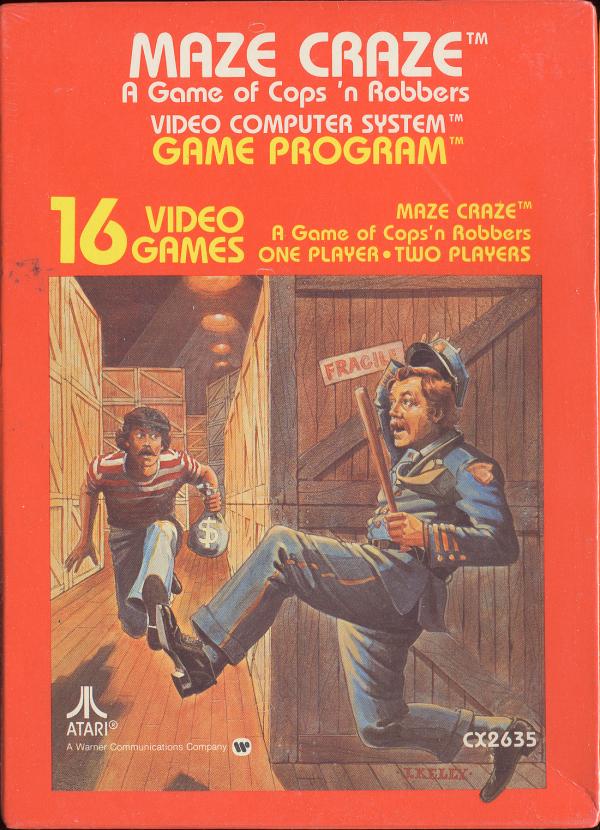 MAZE CRAZE™
A Game of Cops 'n Robbers
VIDEO COMPUTER SYSTEM™
GAME PROGRAM™
16 VIDEO GAMES
MAZE CRAZE™
A Game of Cops'n Robbers
ONE PLAYER • TWO PLAYERS
FRAGILE
$
ATARI®
A Warner Communications Company
CX2635
J.KELLY